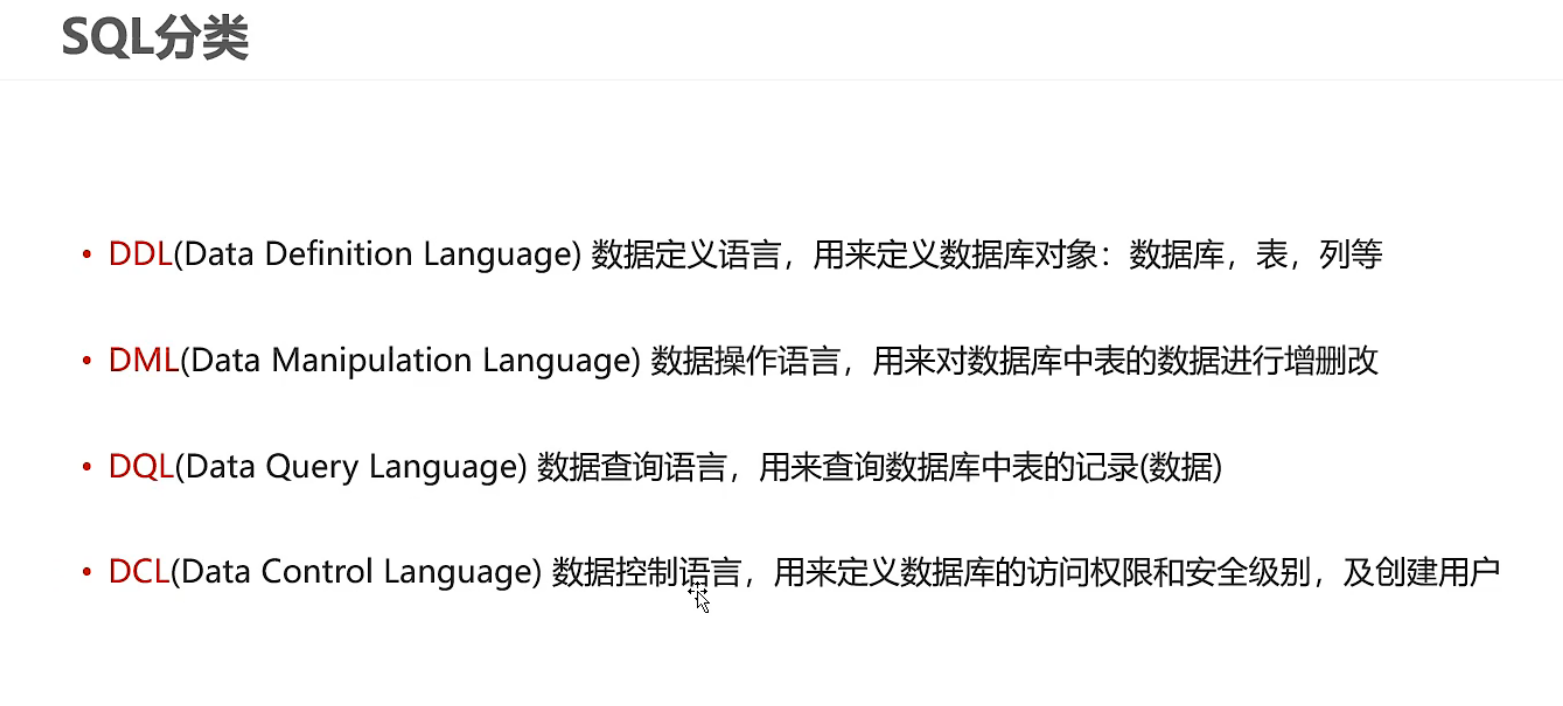 SQL分类
• DDL(Data Definition Language) 数据定义语言，用来定义数据库对象：数据库，表，列等
• DML(Data Manipulation Language) 数据操作语言，用来对数据库中表的数据进行增删改
• DQL(Data Query Language) 数据查询语言，用来查询数据库中表的记录(数据)
• DCL(Data Control Language) 数据控制语言，用来定义数据库的访问权限和安全级别，及创建用户